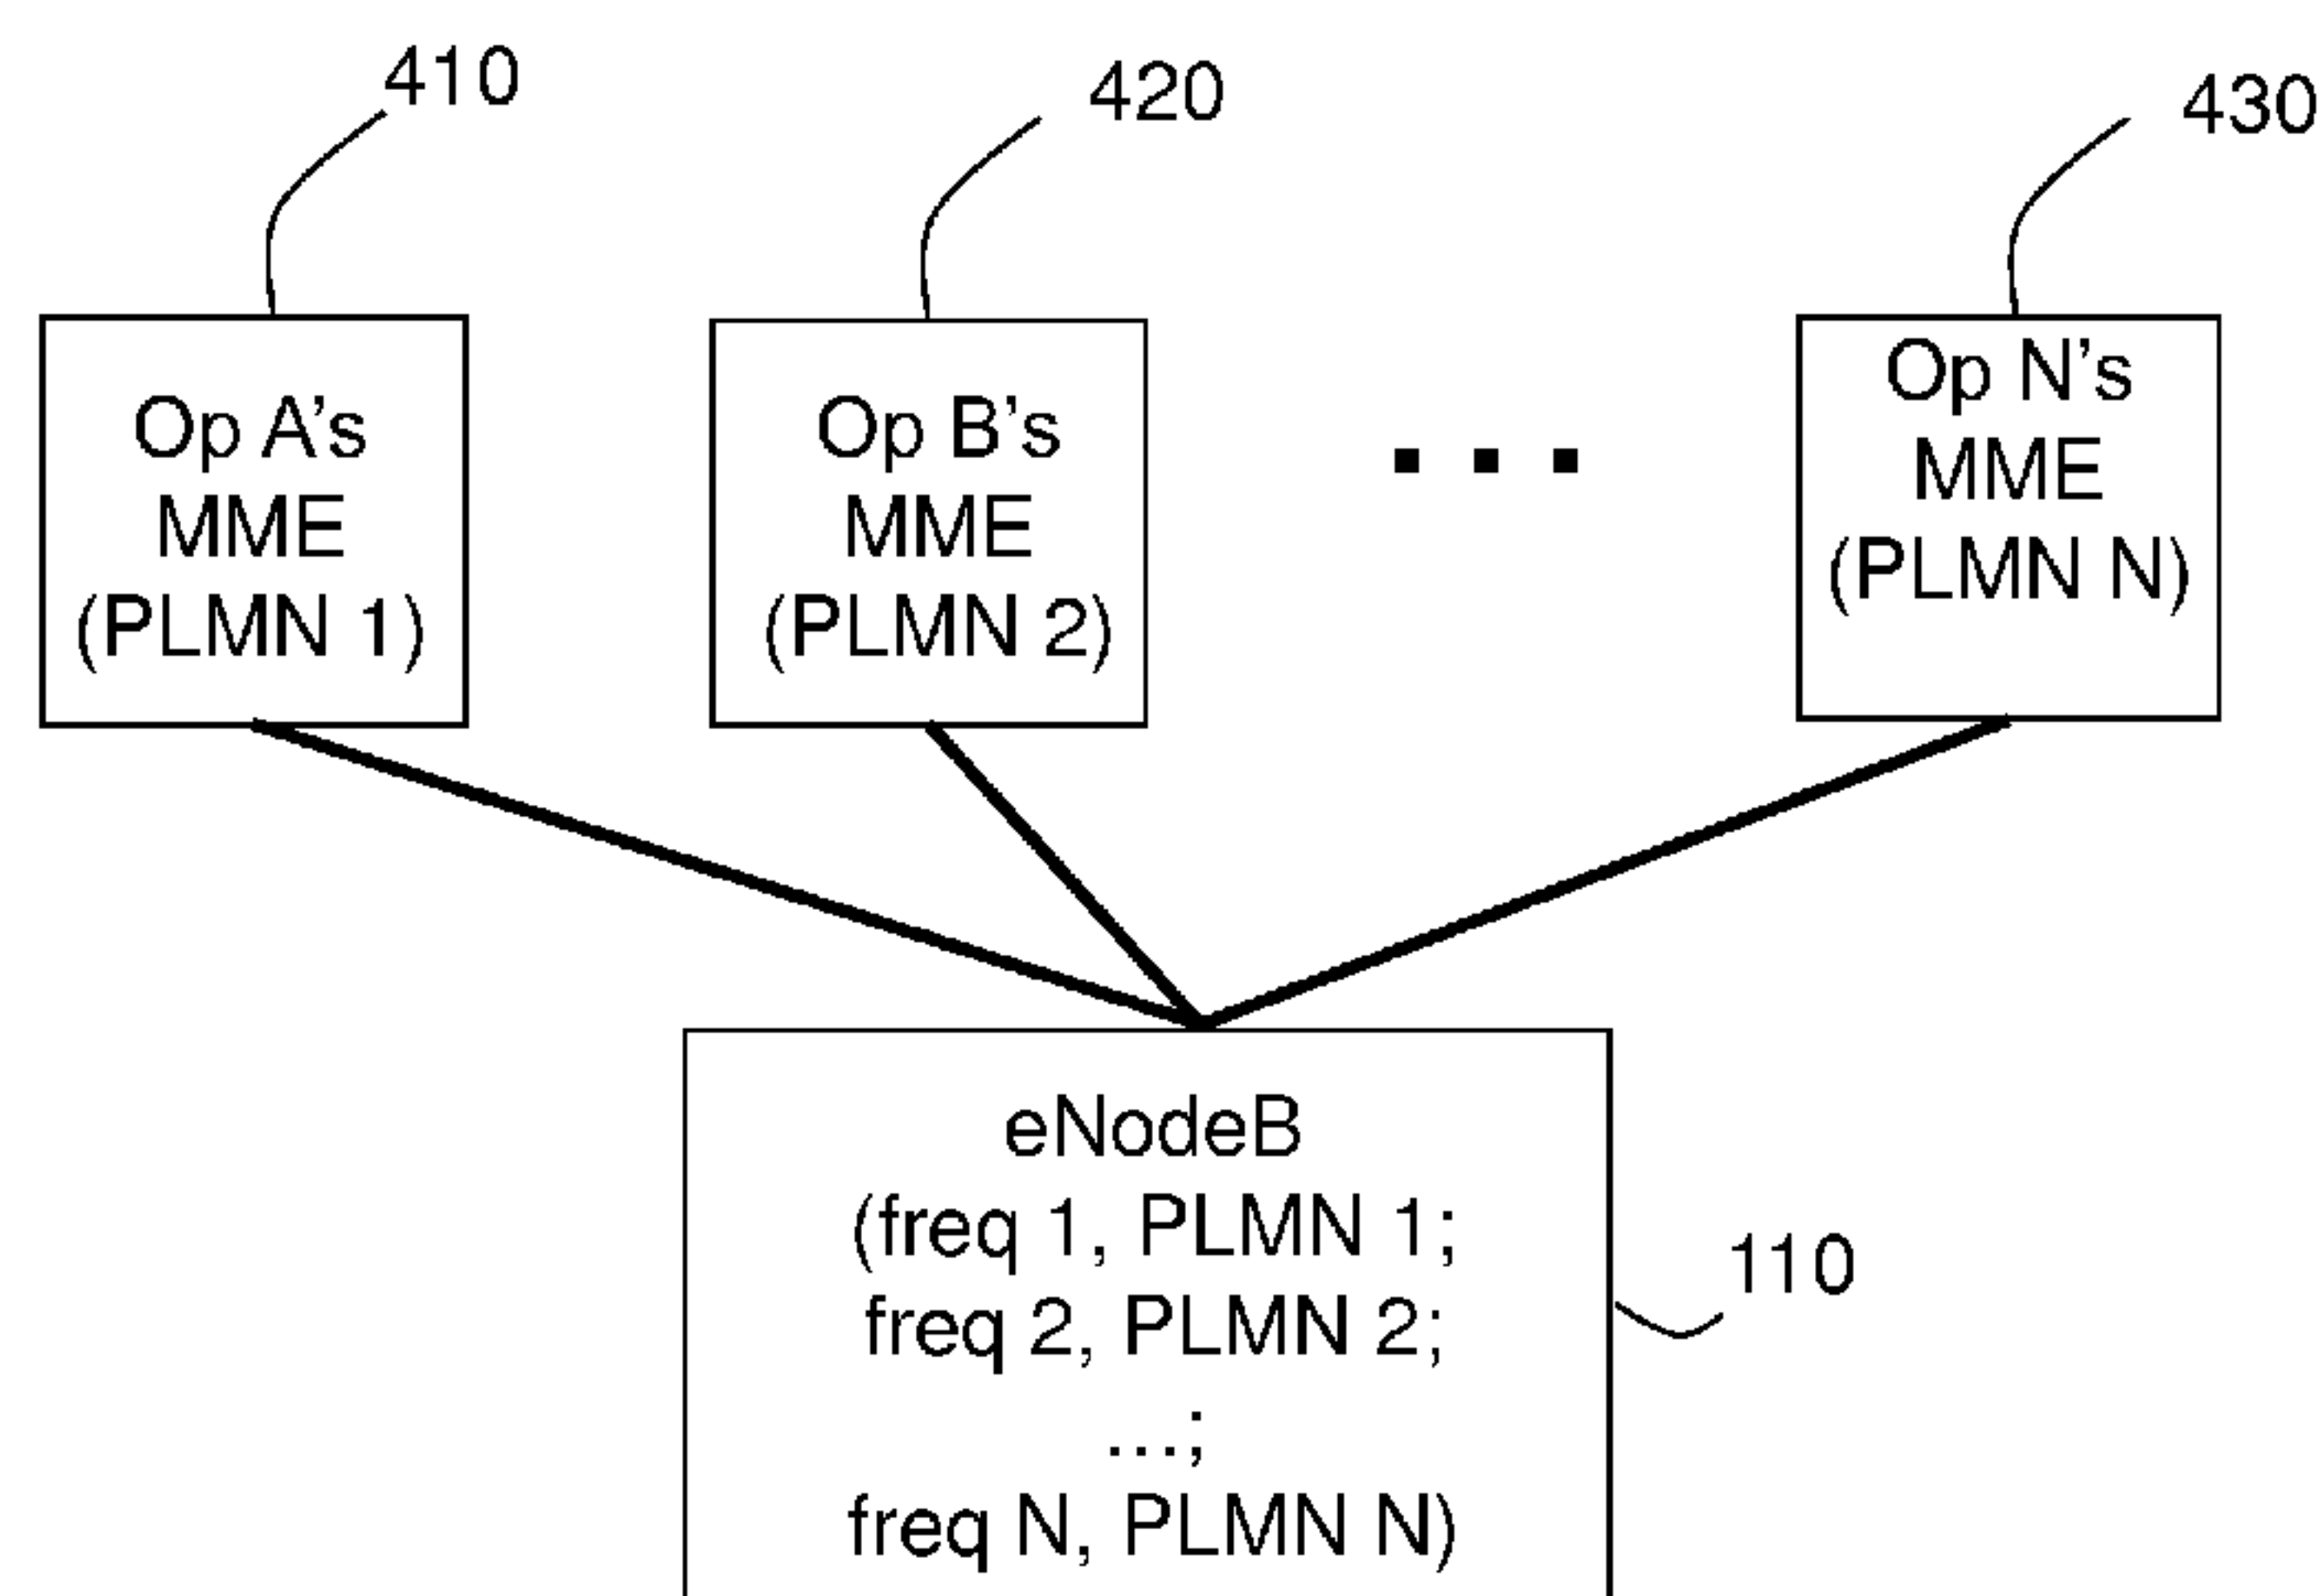 410
420
430
Op A's
MME
(PLMN 1)
Op B's
MME
(PLMN 2)
Op N's
MME
(PLMN N)
eNodeB
(freq 1, PLMN 1;
freq 2, PLMN 2;
...;
freq N, PLMN N)
110